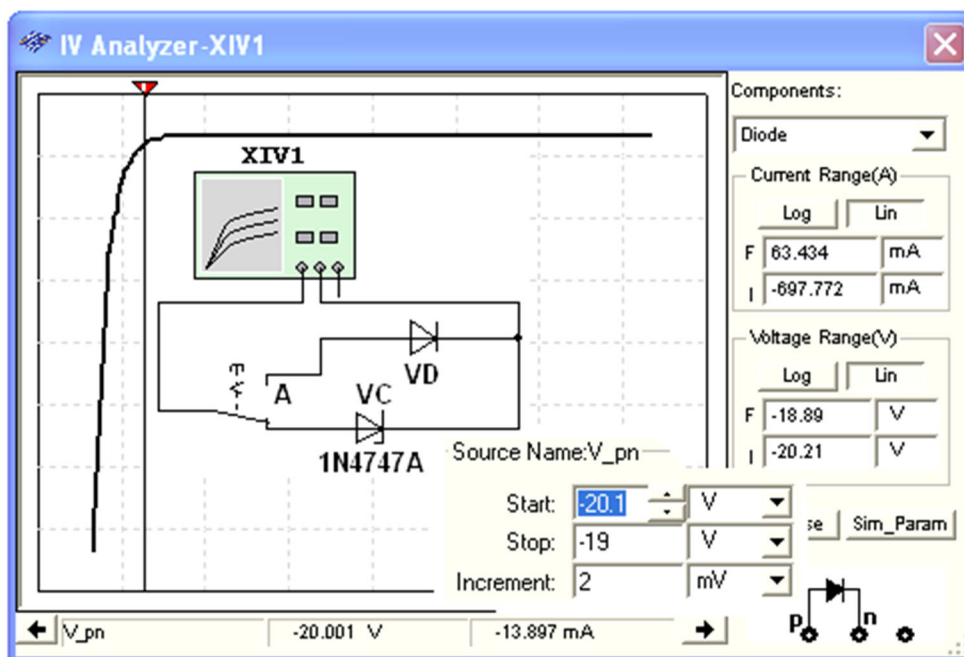 IV Analyzer-XIV1
Components:
Diode
Current Range(A)
Log Lin
F 63.434 mA
I -697.772 mA
Voltage Range(V)
Log Lin
F -18.89 V
I -20.21 V
XIV1
A
VD
VC
1N4747A
Source Name:V_pn
Start: -20.1 V
Stop: -19 V
Increment: 2 mV
Sim_Param
p n
V_pn -20.001 V -13.897 mA